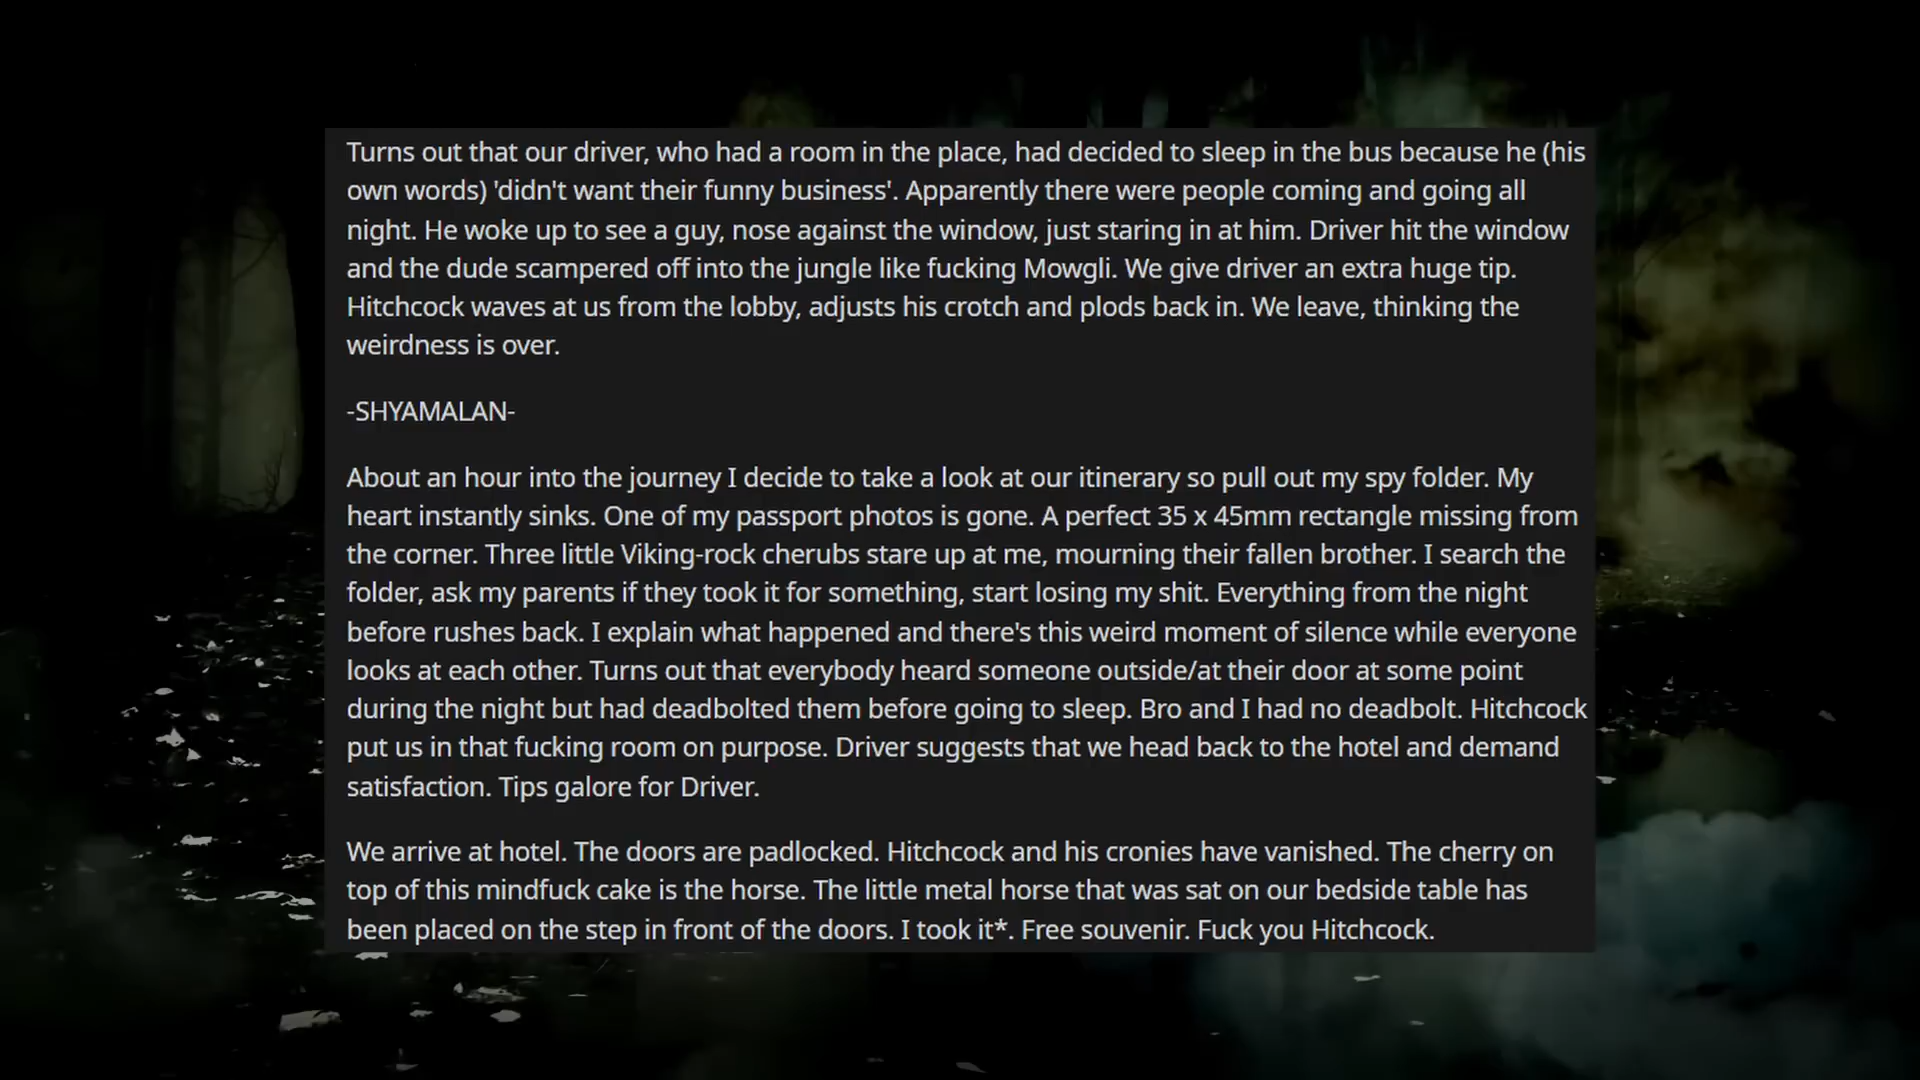 Turns out that our driver, who had a room in the place, had decided to sleep in the bus because he (his
own words) 'didn't want their funny business'. Apparently there were people coming and going all
night. He woke up to see a guy, nose against the window, just staring in at him. Driver hit the window
and the dude scampered off into the jungle like fucking Mowgli. We give driver an extra huge tip.
Hitchcock waves at us from the lobby, adjusts his crotch and plods back in. We leave, thinking the
weirdness is over.
-SHYAMALAN-
About an hour into the journey I decide to take a look at our itinerary so pull out my spy folder. My
heart instantly sinks. One of my passport photos is gone. A perfect 35 x 45mm rectangle missing from
the corner. Three little Viking-rock cherubs stare up at me, mourning their fallen brother. I search the
folder, ask my parents if they took it for something, start losing my shit. Everything from the night
before rushes back. I explain what happened and there's this weird moment of silence while everyone
looks at each other. Turns out that everybody heard someone outside/at their door at some point
during the night but had deadbolted them before going to sleep. Bro and I had no deadbolt. Hitchcock
put us in that fucking room on purpose. Driver suggests that we head back to the hotel and demand
satisfaction. Tips galore for Driver.
We arrive at hotel. The doors are padlocked. Hitchcock and his cronies have vanished. The cherry on
top of this mindfuck cake is the horse. The little metal horse that was sat on our bedside table has
been placed on the step in front of the doors. I took it*. Free souvenir. Fuck you Hitchcock.